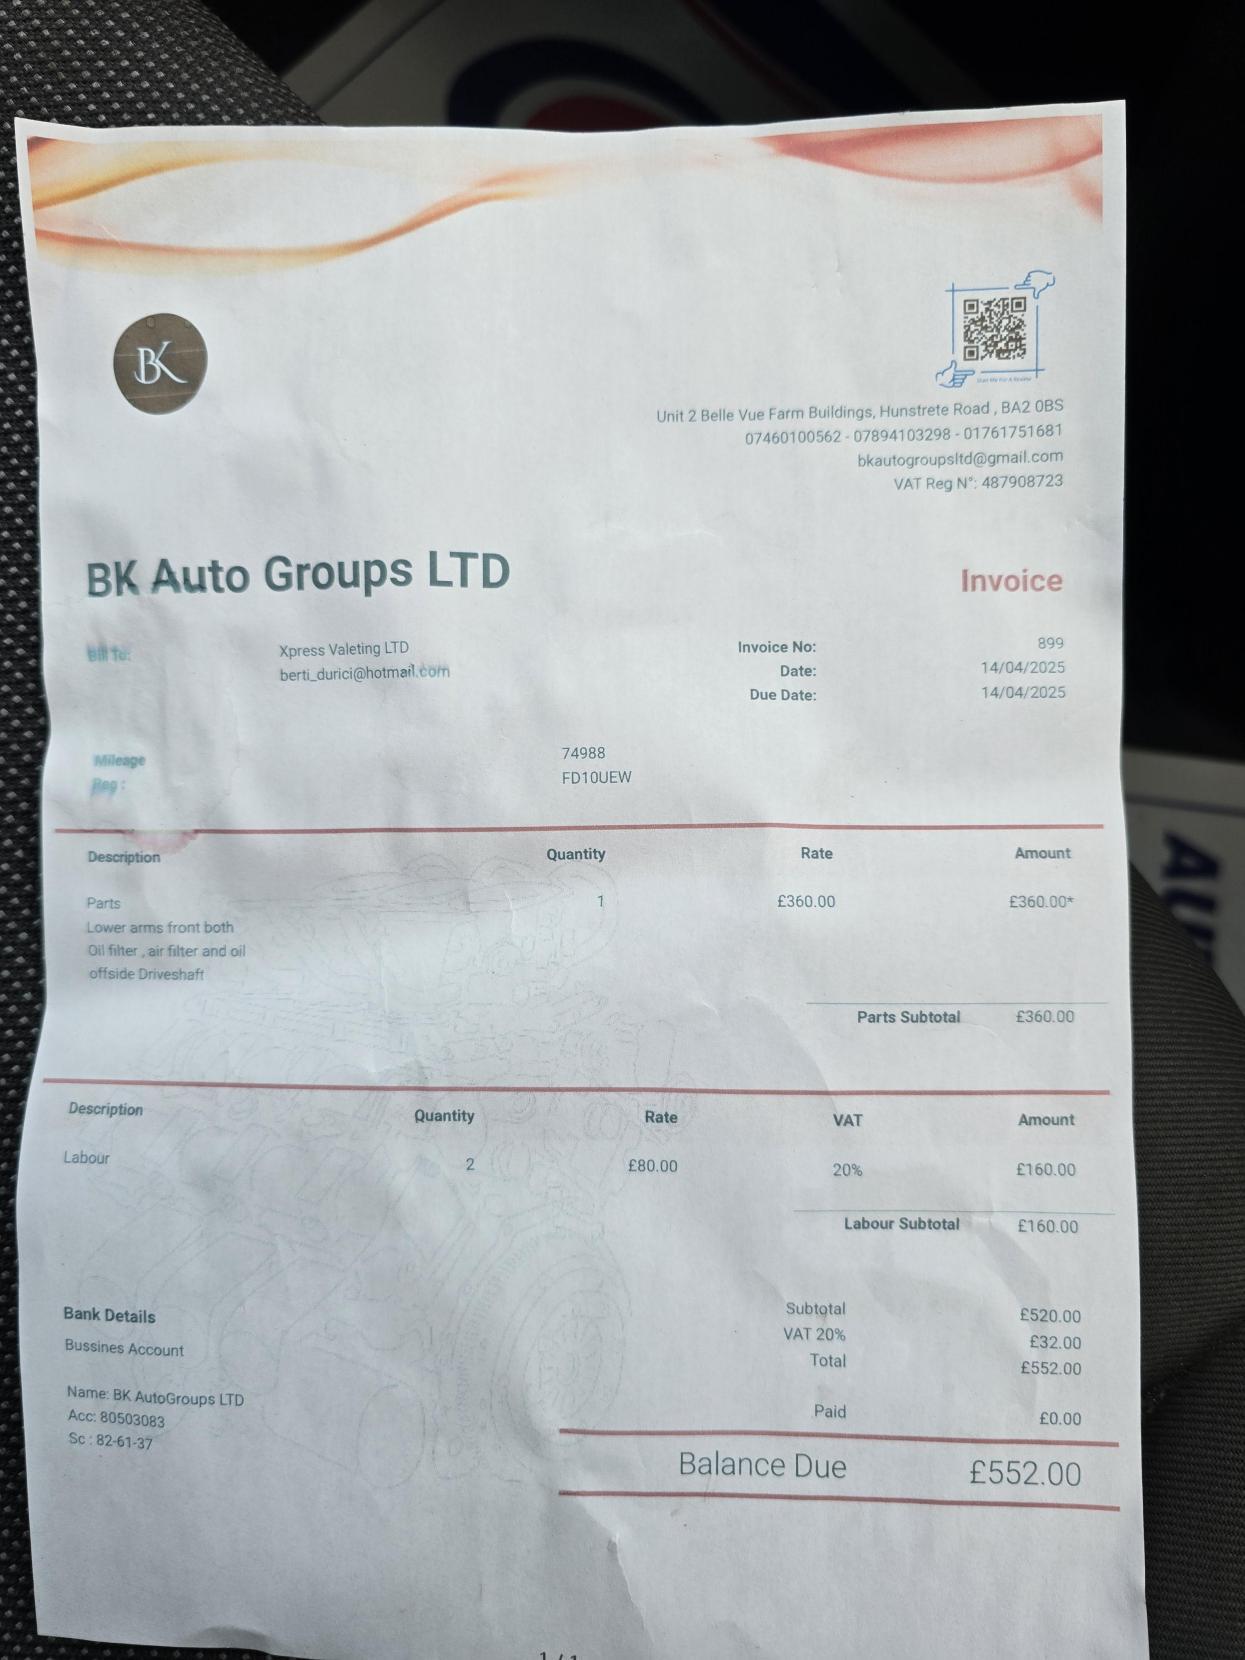 BK
Unit 2 Belle Vue Farm Buildings, Hunstrete Road , BA2 0BS
07460100562 - 07894103298 - 01761751681
bkautogroupsltd@gmail.com
VAT Reg N°: 487908723
BK Auto Groups LTD
Invoice
Bill To:
Xpress Valeting LTD
berti_durici@hotmail.com
Invoice No: 899
Date: 14/04/2025
Due Date: 14/04/2025
Mileage 74988
Reg : FD10UEW
Description Quantity Rate Amount
Parts 1 £360.00 £360.00*
Lower arms front both
Oil filter , air filter and oil
offside Driveshaft
Parts Subtotal £360.00
Description Quantity Rate VAT Amount
Labour 2 £80.00 20% £160.00
Labour Subtotal £160.00
Bank Details
Bussines Account
Name: BK AutoGroups LTD
Acc: 80503083
Sc : 82-61-37
Subtotal £520.00
VAT 20% £32.00
Total £552.00
Paid £0.00
Balance Due £552.00
1 / 1